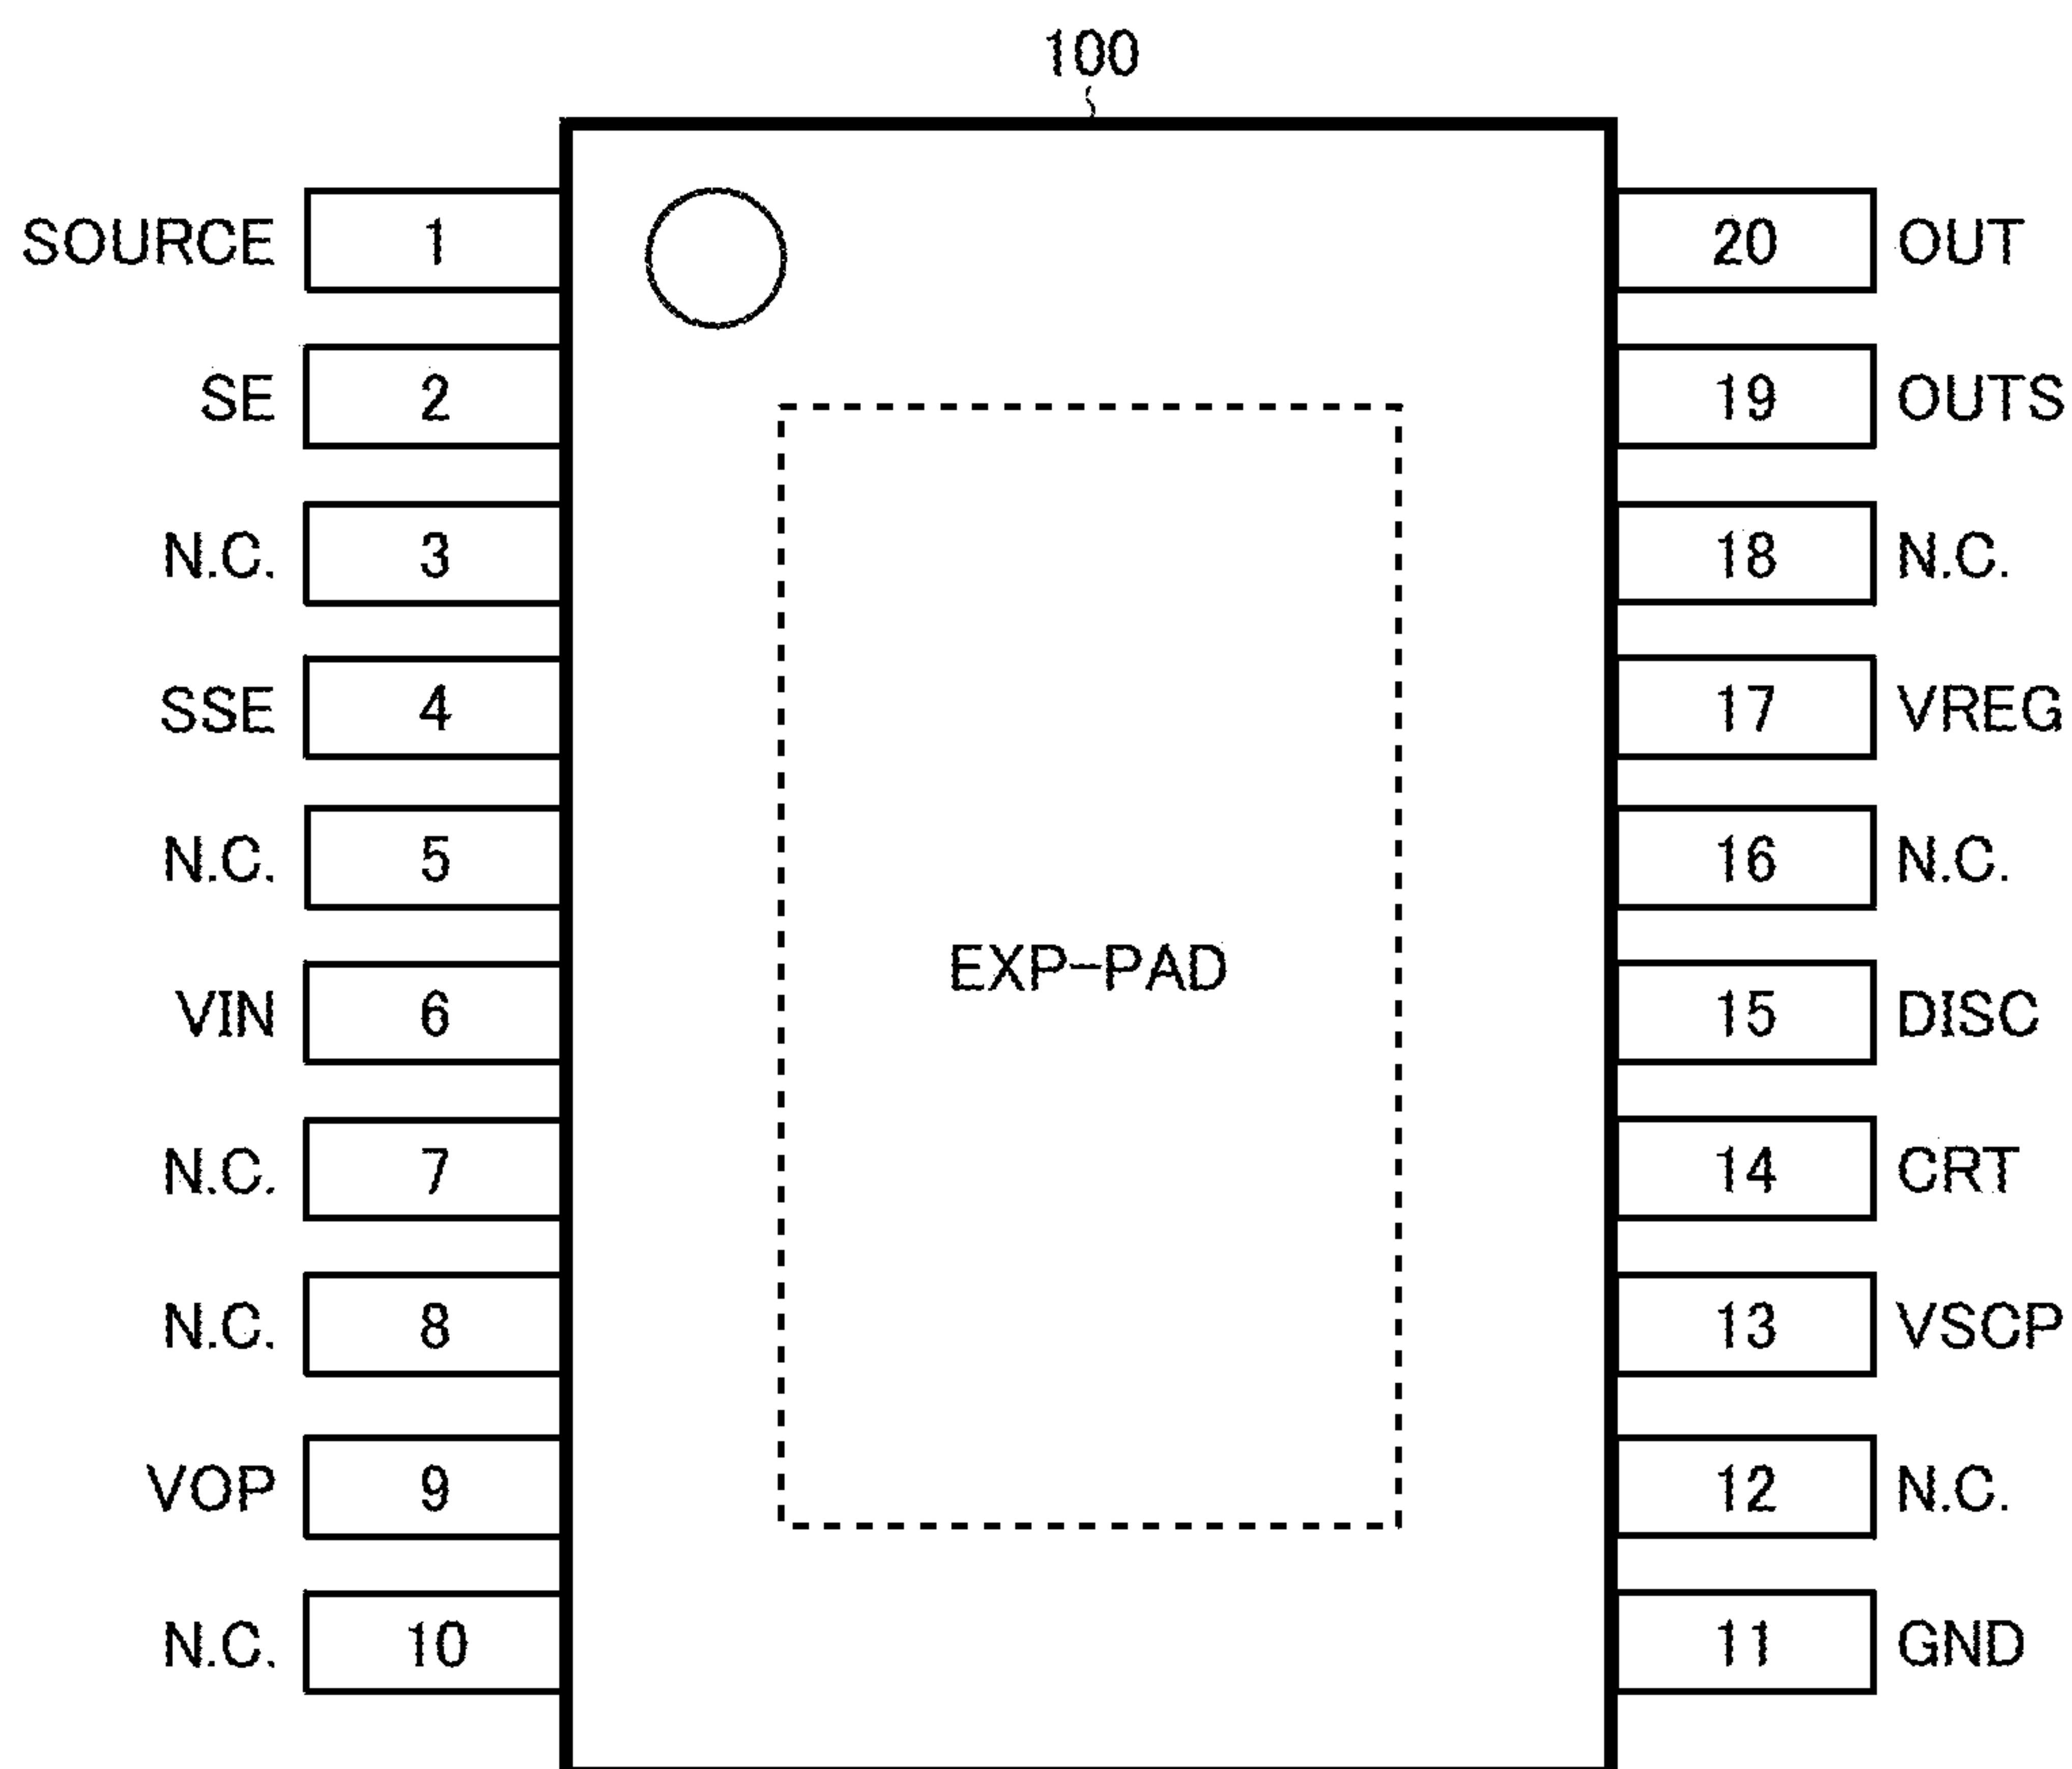 100
SOURCE 1 20 OUT
SE 2 19 OUTS
N.C. 3 18 N.C.
SSE 4 17 VREG
N.C. 5 16 N.C.
EXP-PAD
VIN 6 15 DISC
N.C. 7 14 CRT
N.C. 8 13 VSCP
VOP 9 12 N.C.
N.C. 10 11 GND